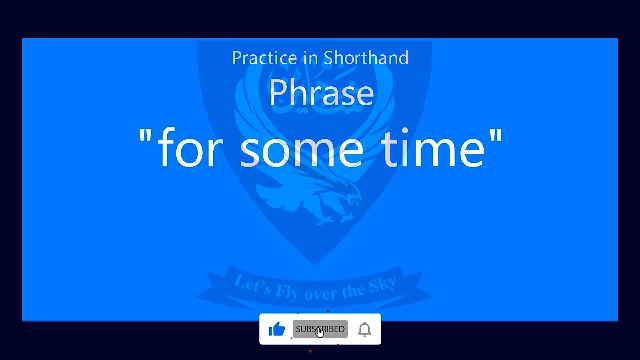 Practice in Shorthand
Phrase
"for some time"
Let's Fly over the Sky
SUBSCRIBED